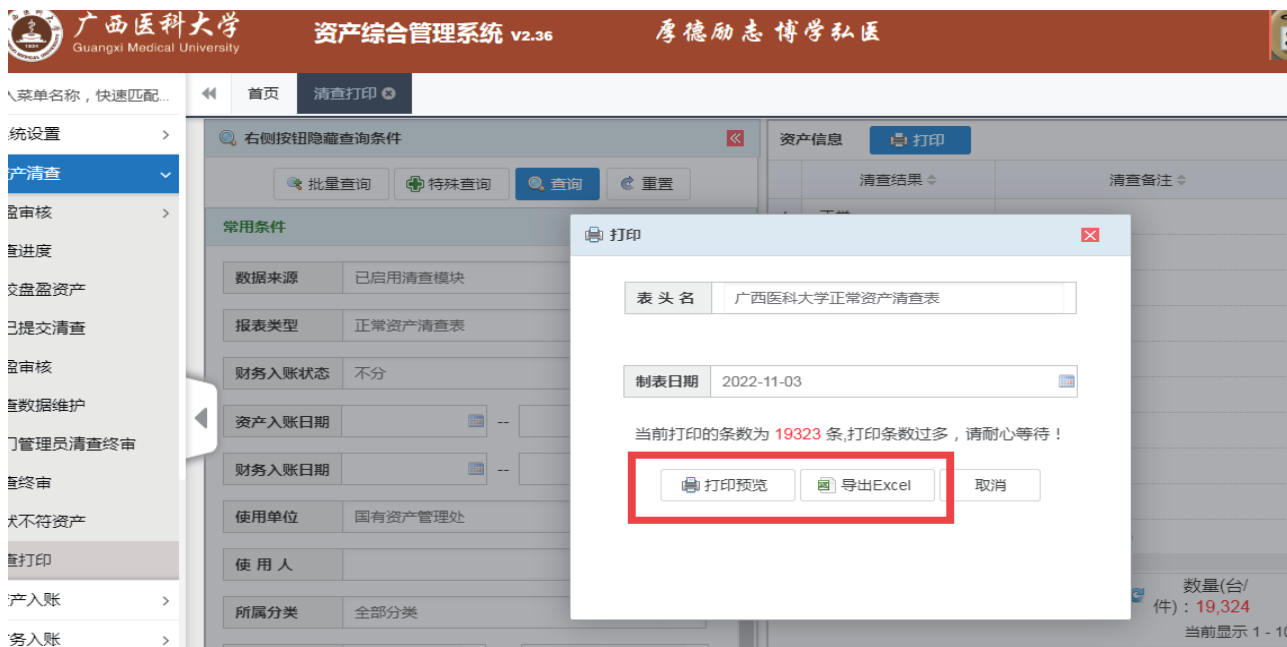 广西医科大学
Guangxi Medical University
资产综合管理系统 V2.36
厚德励志 博学弘医
入菜单名称，快速匹配...
首页
清查打印
统设置
产清查
盈审核
查进度
交盘盈资产
已提交清查
盈审核
查数据维护
门管理员清查终审
查终审
状不符资产
查打印
产入账
务入账
右侧按钮隐藏查询条件
批量查询
特殊查询
查询
重置
常用条件
数据来源 已启用清查模块
报表类型 正常资产清查表
财务入账状态 不分
资产入账日期 --
财务入账日期 --
使用单位 国有资产管理处
使 用 人
所属分类 全部分类
资产信息
打印
清查结果
清查备注
打印
表 头 名 广西医科大学正常资产清查表
制表日期 2022-11-03
当前打印的条数为 19323 条,打印条数过多，请耐心等待！
打印预览
导出Excel
取消
数量(台/
件)：19,324
当前显示 1 - 10